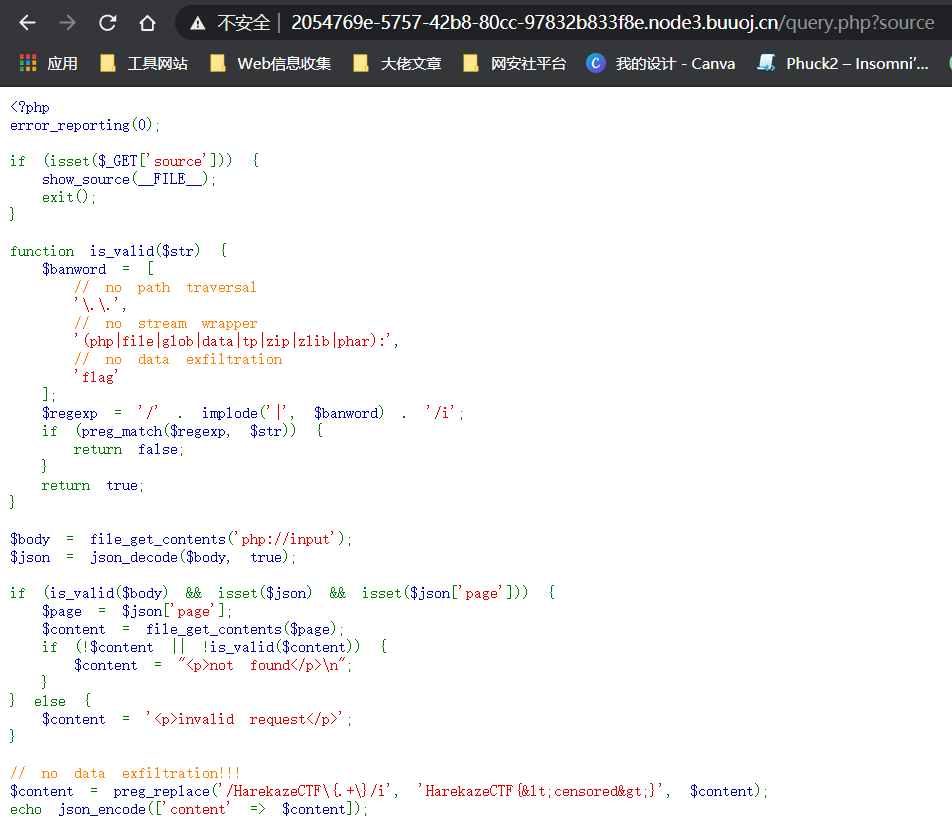 不安全 | 2054769e-5757-42b8-80cc-97832b833f8e.node3.buuoj.cn/query.php?source
应用 工具网站 Web信息收集 大佬文章 网安社平台 C 我的设计 - Canva Phuck2 – Insomni'...
<?php
error_reporting(0);

if (isset($_GET['source'])) {
    show_source(__FILE__);
    exit();
}

function is_valid($str) {
    $banword = [
        // no path traversal
        '\.\.',
        // no stream wrapper
        '(php|file|glob|data|tp|zip|zlib|phar):',
        // no data exfiltration
        'flag'
    ];
    $regexp = '/' . implode('|', $banword) . '/i';
    if (preg_match($regexp, $str)) {
        return false;
    }
    return true;
}

$body = file_get_contents('php://input');
$json = json_decode($body, true);

if (is_valid($body) && isset($json) && isset($json['page'])) {
    $page = $json['page'];
    $content = file_get_contents($page);
    if (!$content || !is_valid($content)) {
        $content = "<p>not found</p>\n";
    }
} else {
    $content = '<p>invalid request</p>';
}

// no data exfiltration!!!
$content = preg_replace('/HarekazeCTF\{.+\}/i', 'HarekazeCTF{&lt;censored&gt;}', $content);
echo json_encode(['content' => $content]);